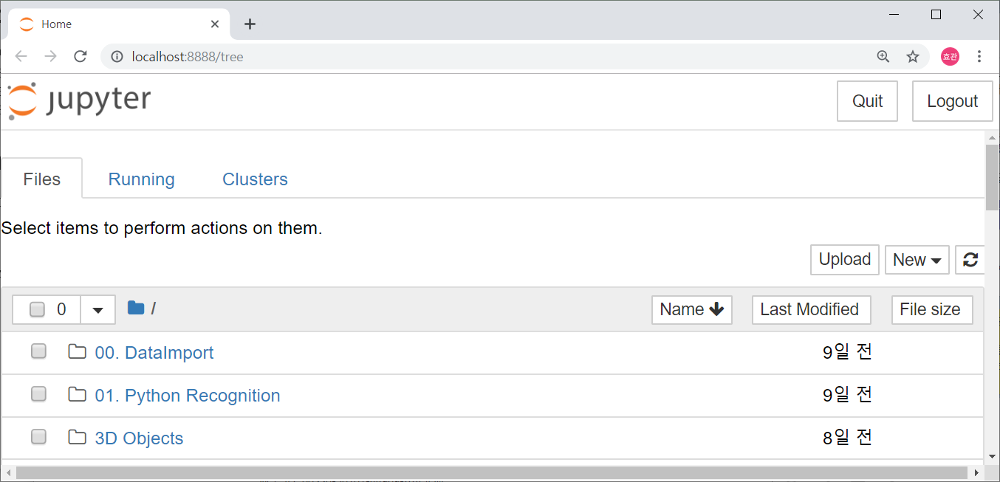 Home
localhost:8888/tree
효관
jupyter
Quit Logout
Files Running Clusters
Select items to perform actions on them.
Upload New
0 / Name Last Modified File size
00. DataImport 9일 전
01. Python Recognition 9일 전
3D Objects 8일 전